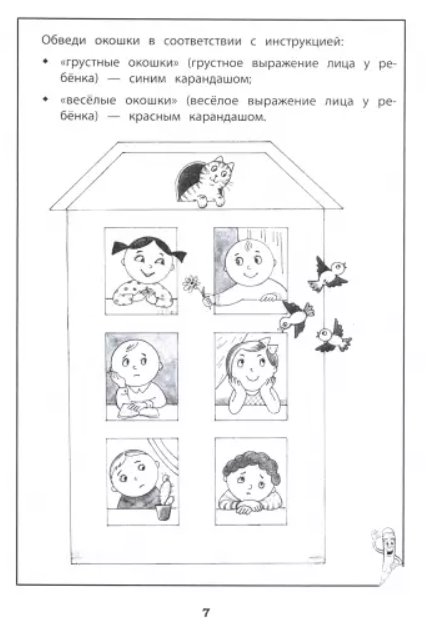 Обведи окошки в соответствии с инструкцией:
• «грустные окошки» (грустное выражение лица у ре-
бёнка) — синим карандашом;
• «весёлые окошки» (весёлое выражение лица у ре-
бёнка) — красным карандашом.
7